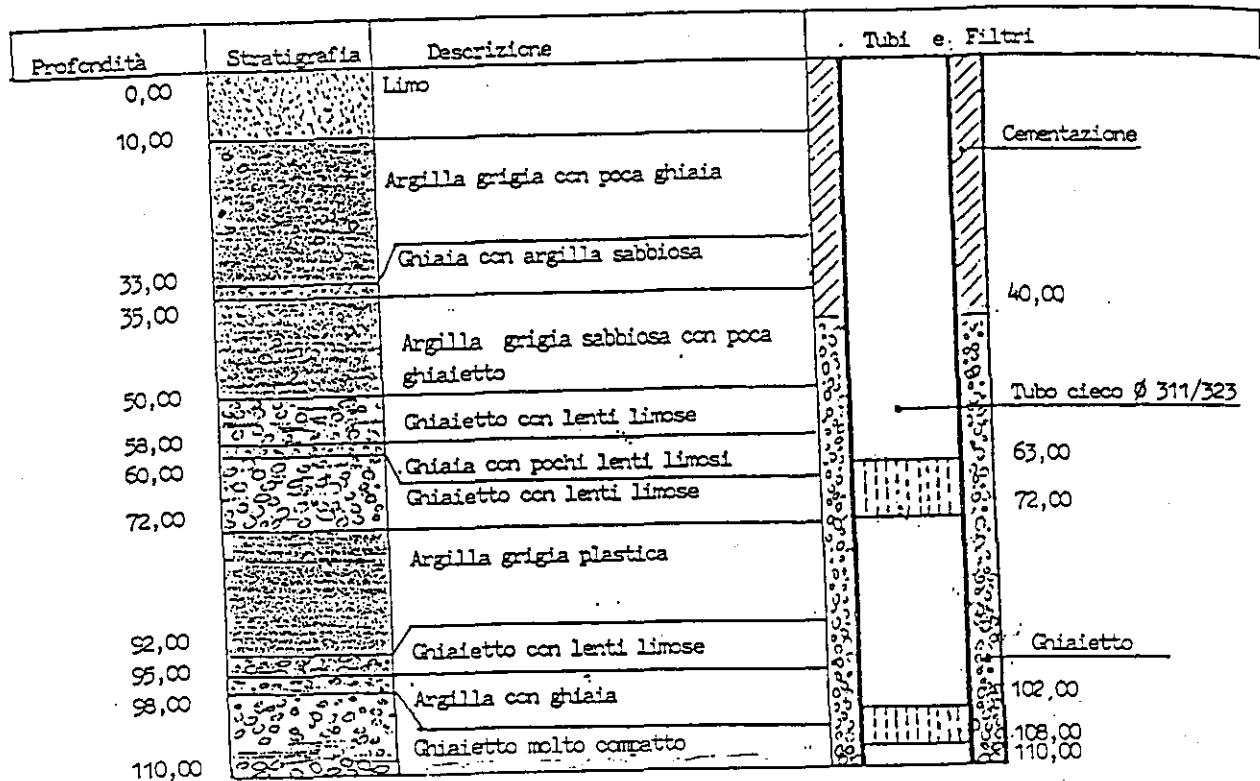 Profondità Stratigrafia Descrizione Tubi e Filtri
0,00 Limo
10,00 Cementazione
Argilla grigia con poca ghiaia
Ghiaia con argilla sabbiosa
33,00 40,00
35,00
Argilla grigia sabbiosa con poca
ghiaietto
50,00 Tubo cieco Ø 311/323
Ghiaietto con lenti limose
58,00 63,00
Ghiaia con pochi lenti limosi
60,00
Ghiaietto con lenti limose
72,00 72,00
Argilla grigia plastica
92,00 Ghiaietto con lenti limose Ghiaietto
95,00
Argilla con ghiaia 102,00
98,00
Ghiaietto molto compatto 108,00
110,00 110,00